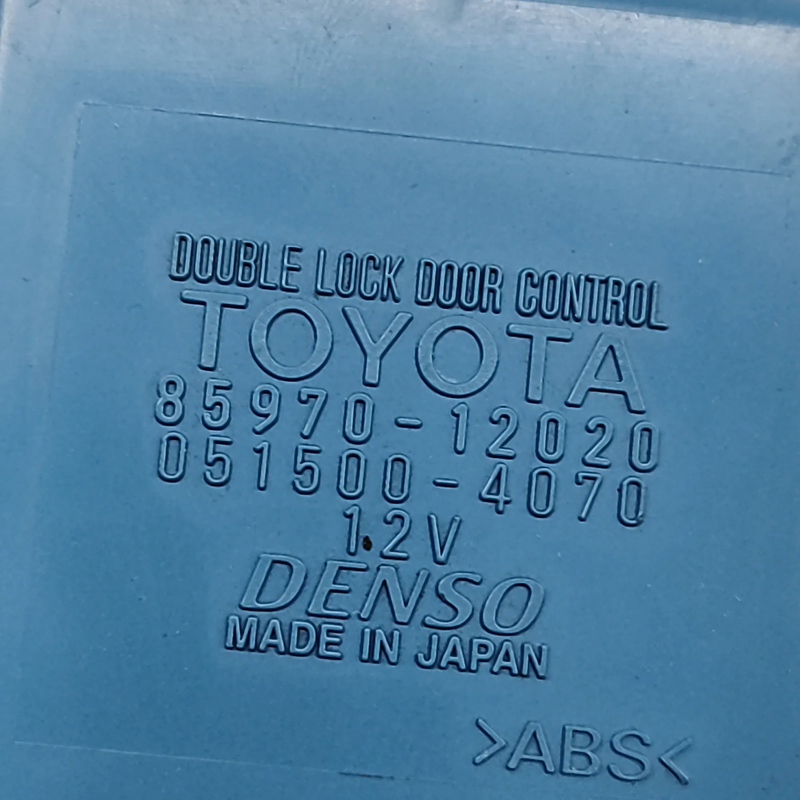 DOUBLE LOCK DOOR CONTROL
TOYOTA
85970-12020
051500-4070
12V
DENSO
MADE IN JAPAN
>ABS<